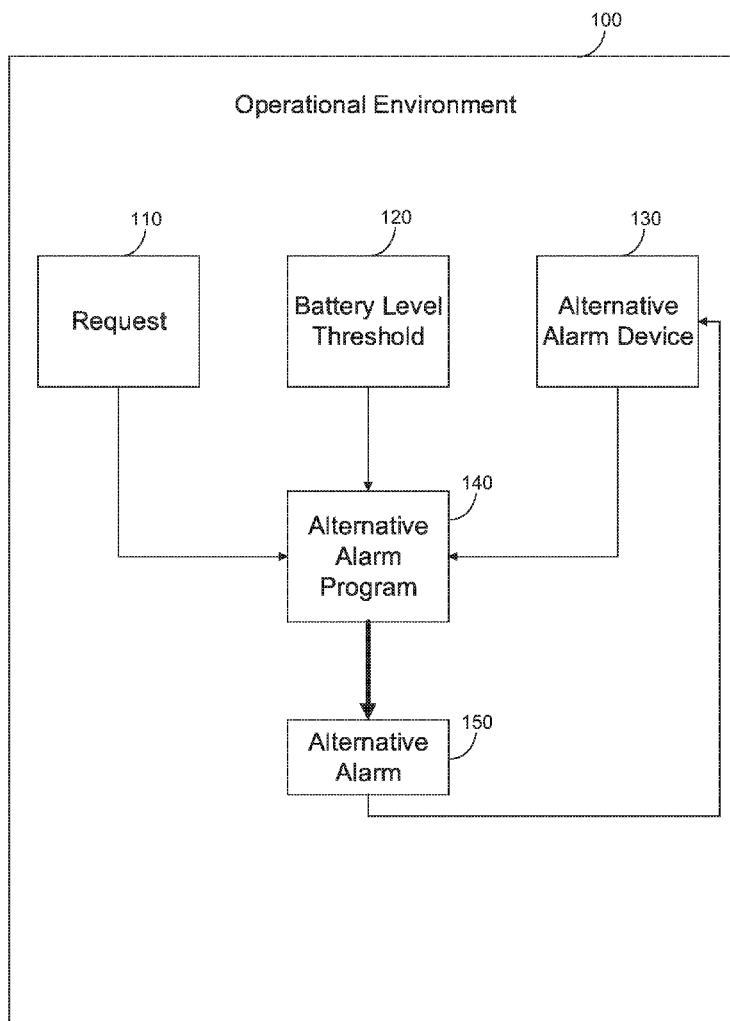 100
Operational Environment
110
120
130
Request
Battery Level
Threshold
Alternative
Alarm Device
140
Alternative
Alarm
Program
150
Alternative
Alarm